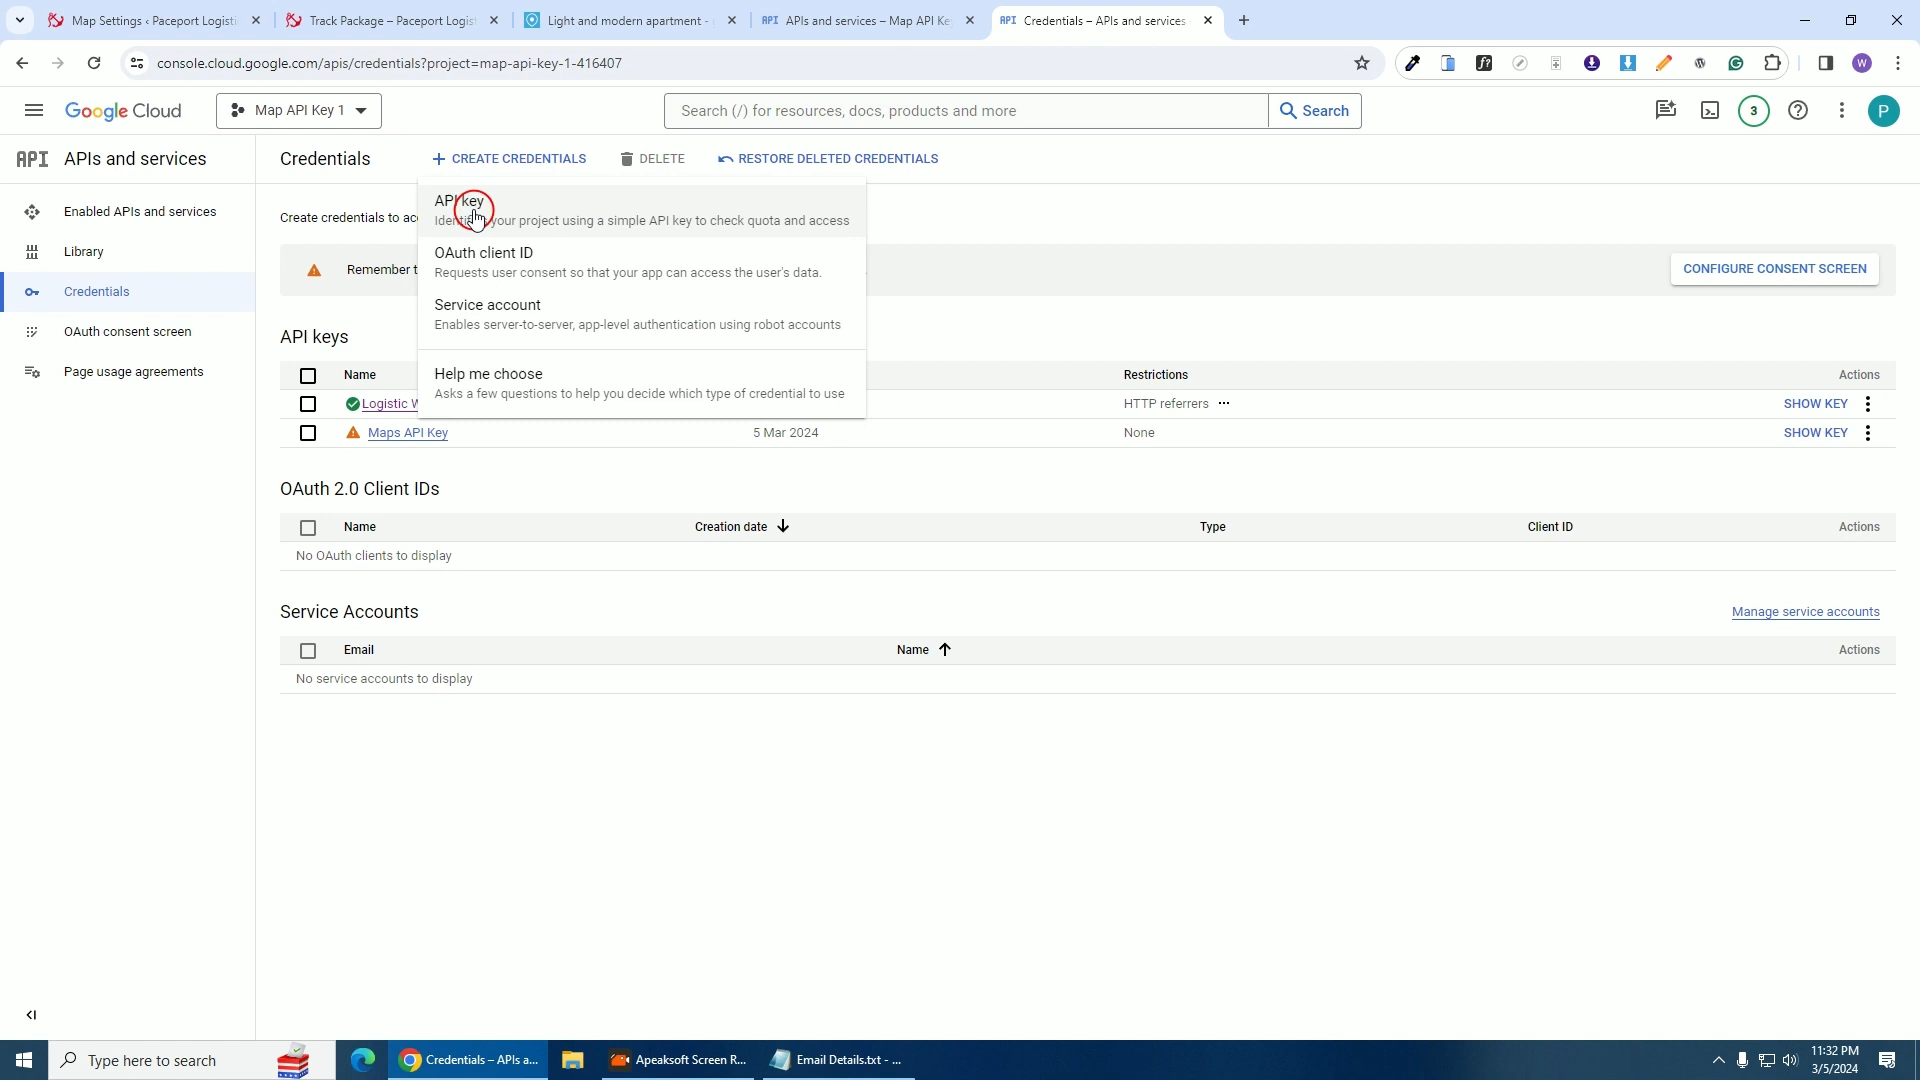 Map Settings ‹ Paceport Logisti
Track Package – Paceport Logist
Light and modern apartment -
API APIs and services – Map API Ke
API Credentials – APIs and services
console.cloud.google.com/apis/credentials?project=map-api-key-1-416407
f?
W
Google Cloud
Map API Key 1
Search (/) for resources, docs, products and more
Search
3
P
API APIs and services
Credentials
+ CREATE CREDENTIALS
DELETE
RESTORE DELETED CREDENTIALS
Enabled APIs and services
Library
Credentials
OAuth consent screen
Page usage agreements
Create credentials to ac
API key
your project using a simple API key to check quota and access
OAuth client ID
Requests user consent so that your app can access the user's data.
Service account
Enables server-to-server, app-level authentication using robot accounts
Help me choose
Asks a few questions to help you decide which type of credential to use
Remember t
CONFIGURE CONSENT SCREEN
API keys
Name
Restrictions
Actions
Logistic W
HTTP referrers
SHOW KEY
Maps API Key
5 Mar 2024
None
SHOW KEY
OAuth 2.0 Client IDs
Name
Creation date
Type
Client ID
Actions
No OAuth clients to display
Service Accounts
Manage service accounts
Email
Name
Actions
No service accounts to display
Type here to search
Credentials – APIs a...
Apeaksoft Screen R...
Email Details.txt - ...
11:32 PM
3/5/2024